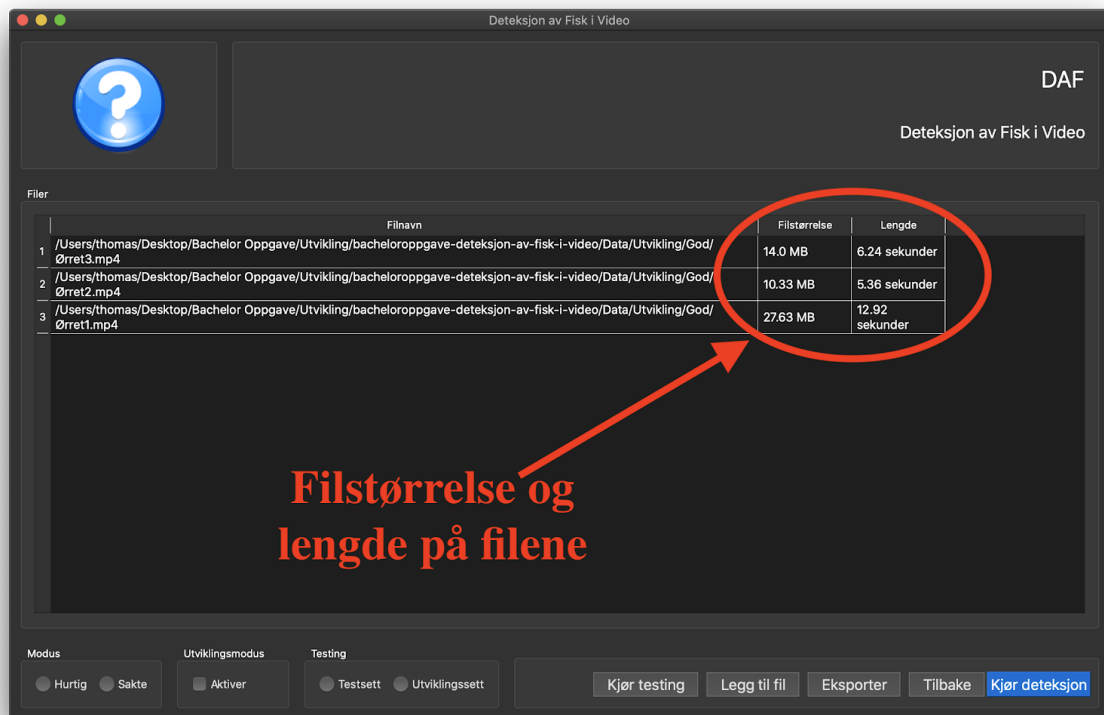 Deteksjon av Fisk i Video
DAF
Deteksjon av Fisk i Video
Filer
Filnavn Filstørrelse Lengde
1 /Users/thomas/Desktop/Bachelor Oppgave/Utvikling/bacheloroppgave-deteksjon-av-fisk-i-video/Data/Utvikling/God/ 14.0 MB 6.24 sekunder
Ørret3.mp4
2 /Users/thomas/Desktop/Bachelor Oppgave/Utvikling/bacheloroppgave-deteksjon-av-fisk-i-video/Data/Utvikling/God/ 10.33 MB 5.36 sekunder
Ørret2.mp4
3 /Users/thomas/Desktop/Bachelor Oppgave/Utvikling/bacheloroppgave-deteksjon-av-fisk-i-video/Data/Utvikling/God/ 27.63 MB 12.92
Ørret1.mp4 sekunder
Filstørrelse og
lengde på filene
Modus Utviklingsmodus Testing
Hurtig Sakte Aktiver Testsett Utviklingssett Kjør testing Legg til fil Eksporter Tilbake Kjør deteksjon